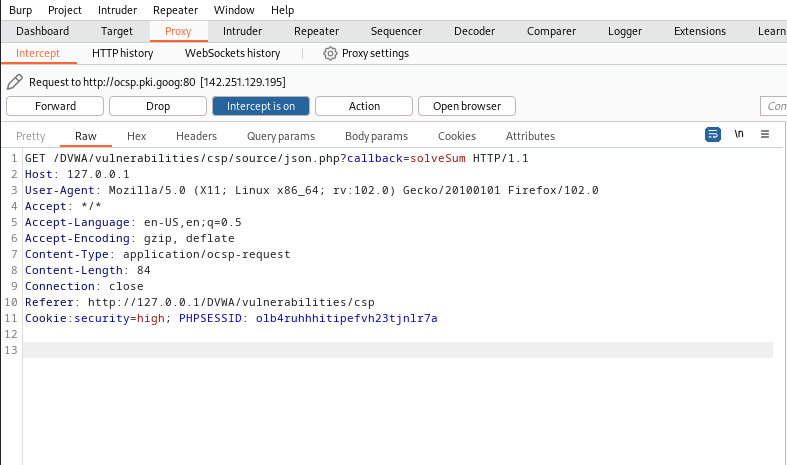 Burp Project Intruder Repeater Window Help
Dashboard Target Proxy Intruder Repeater Sequencer Decoder Comparer Logger Extensions Learn
Intercept HTTP history WebSockets history Proxy settings
Request to http://ocsp.pki.goog:80 [142.251.129.195]
Forward Drop Intercept is on Action Open browser Com
Pretty Raw Hex Headers Query params Body params Cookies Attributes \n
1 GET /DVWA/vulnerabilities/csp/source/json.php?callback=solveSum HTTP/1.1
2 Host: 127.0.0.1
3 User-Agent: Mozilla/5.0 (X11; Linux x86_64; rv:102.0) Gecko/20100101 Firefox/102.0
4 Accept: */*
5 Accept-Language: en-US,en;q=0.5
6 Accept-Encoding: gzip, deflate
7 Content-Type: application/ocsp-request
8 Content-Length: 84
9 Connection: close
10 Referer: http://127.0.0.1/DVWA/vulnerabilities/csp
11 Cookie:security=high; PHPSESSID: olb4ruhhhitipefvh23tjnlr7a
12
13